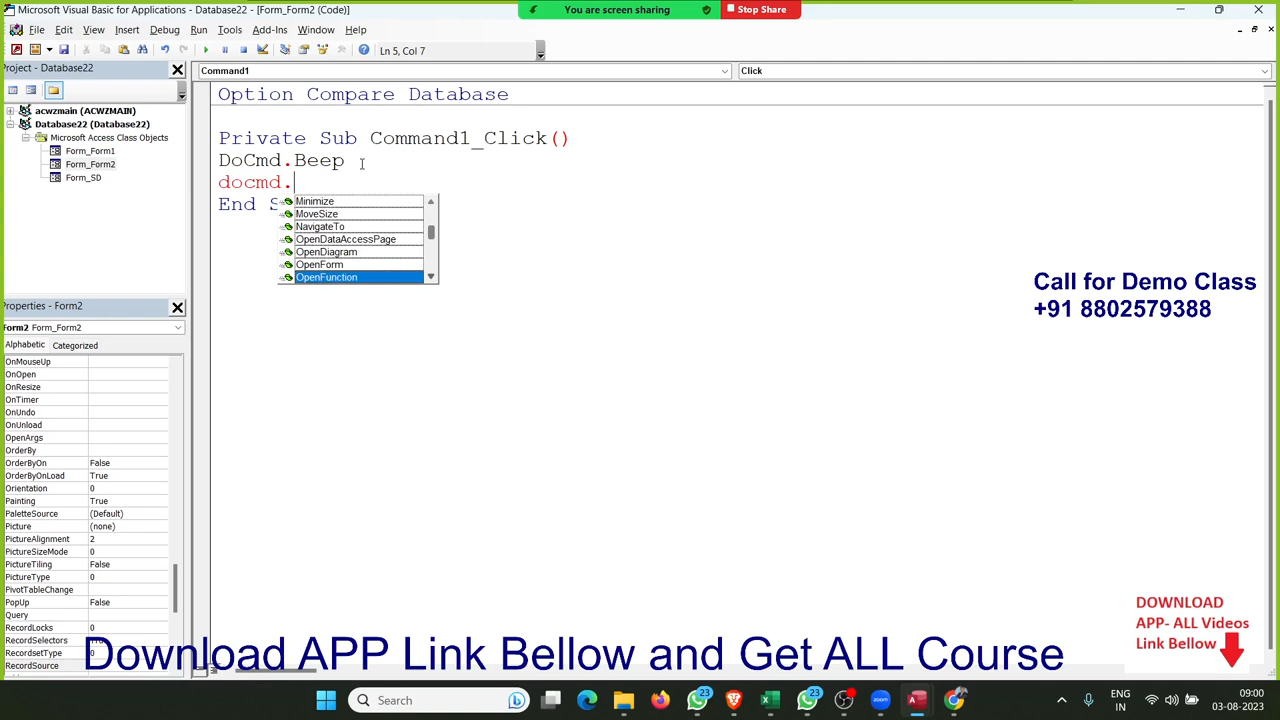 Microsoft Visual Basic for Applications - Database22 - [Form_Form2 (Code)]
You are screen sharing
Stop Share
File Edit View Insert Debug Run Tools Add-Ins Window Help
Ln 5, Col 7
Project - Database22
Command1
Click
acwzmain (ACWZMAIN)
Database22 (Database22)
Microsoft Access Class Objects
Form_Form1
Form_Form2
Form_SD
Option Compare Database
Private Sub Command1_Click()
DoCmd.Beep
docmd.
End S
Minimize
MoveSize
NavigateTo
OpenDataAccessPage
OpenDiagram
OpenForm
OpenFunction
Call for Demo Class
+91 8802579388
Properties - Form2
Form2 Form_Form2
Alphabetic Categorized
OnMouseUp
OnOpen
OnResize
OnTimer
OnUndo
OnUnload
OpenArgs
OrderBy
OrderByOn False
OrderByOnLoad True
Orientation 0
Painting True
PaletteSource (Default)
Picture (none)
PictureAlignment 2
PictureSizeMode 0
PictureTiling False
PictureType 0
PivotTableChange
PopUp False
Query
RecordLocks 0
RecordSelectors
RecordsetType 0
RecordSource
DOWNLOAD
APP- ALL Videos
Link Bellow
Download APP Link Bellow and Get ALL Course
Search
23
23
zoom
ENG
IN
09:00
03-08-2023